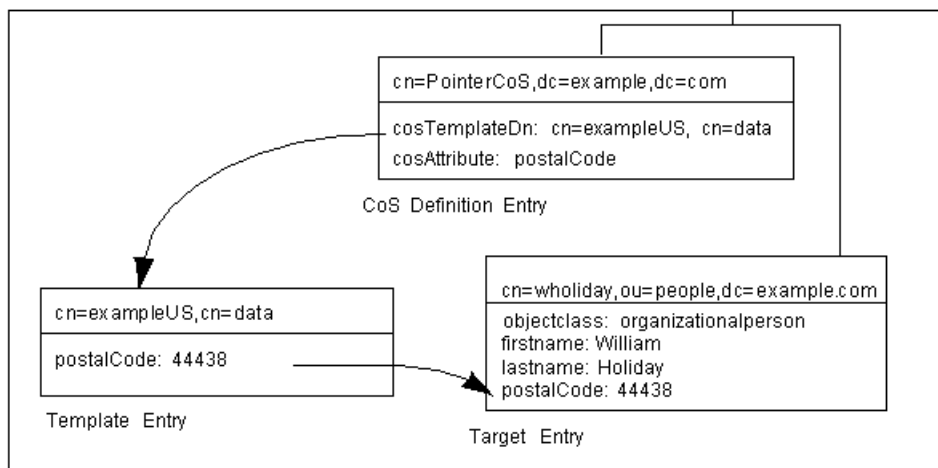 cn=PointerCoS,dc=example,dc=com
cosTemplateDn: cn=exampleUS, cn=data
cosAttribute: postalCode
CoS Definition Entry
cn=exampleUS,cn=data
postalCode: 44438
Template Entry
cn=wholiday,ou=people,dc=example.com
objectclass: organizationalperson
firstname: William
lastname: Holiday
postalCode: 44438
Target Entry